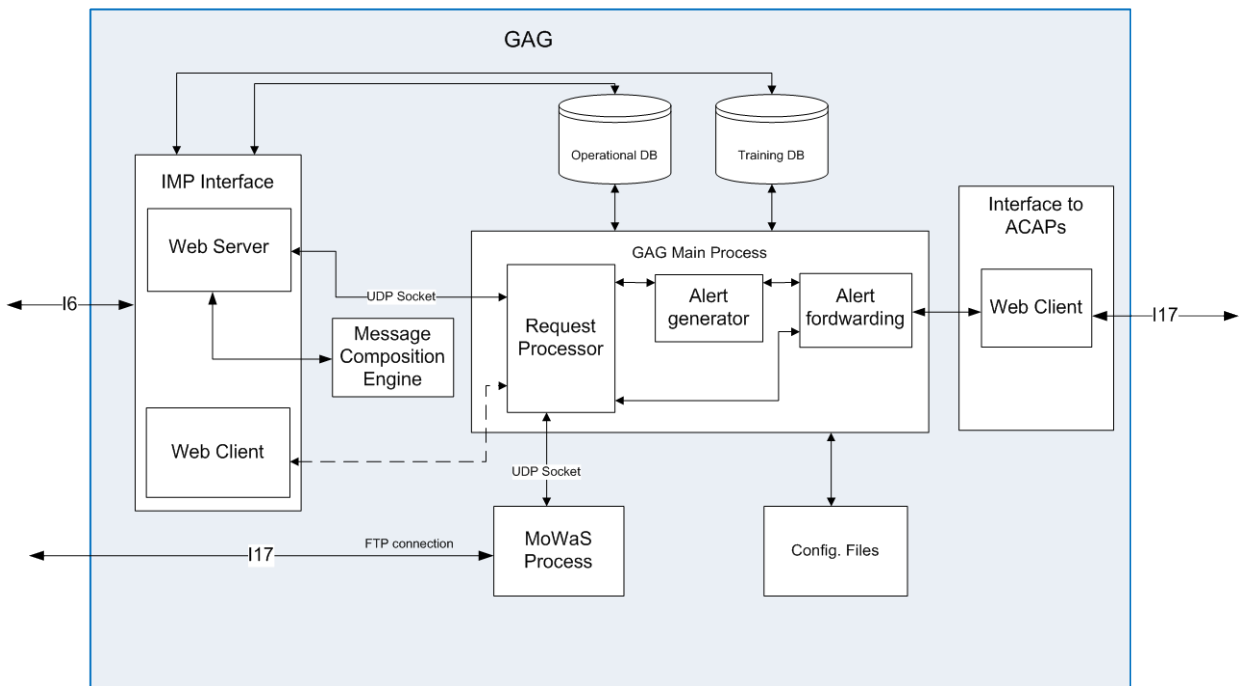 GAG
Operational DB
Training DB
IMP Interface
Web Server
Interface to
ACAPs
GAG Main Process
UDP Socket
Request
Processor
Alert
generator
Alert
fordwarding
Web Client
I6
I17
Message
Composition
Engine
Web Client
UDP Socket
FTP connection
I17
MoWaS
Process
Config. Files